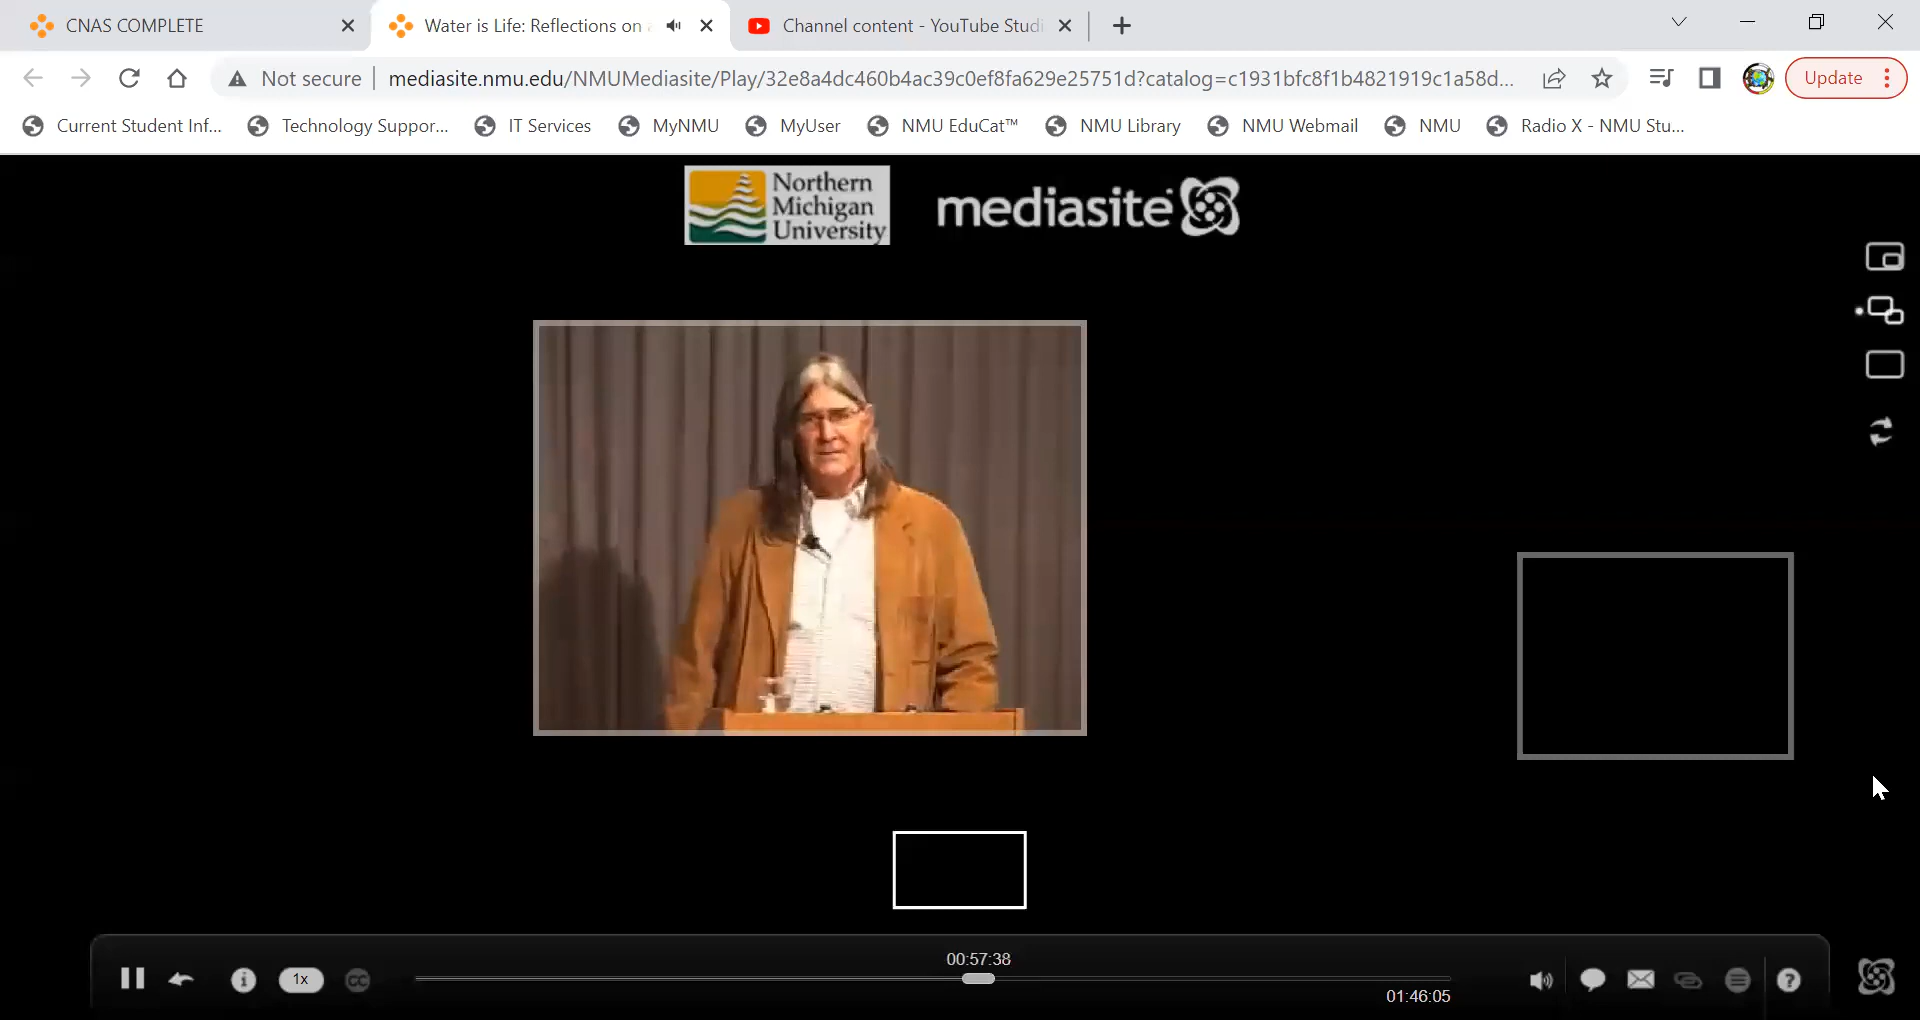 CNAS COMPLETE
Water is Life: Reflections on
Channel content - YouTube Studi
Not secure
mediasite.nmu.edu/NMUMediasite/Play/32e8a4dc460b4ac39c0ef8fa629e25751d?catalog=c1931bfc8f1b4821919c1a58d...
Update
Current Student Inf...
Technology Suppor...
IT Services
MyNMU
MyUser
NMU EduCat™
NMU Library
NMU Webmail
NMU
Radio X - NMU Stu...
Northern
Michigan
University
mediasite
00:57:38
1x
CC
01:46:05